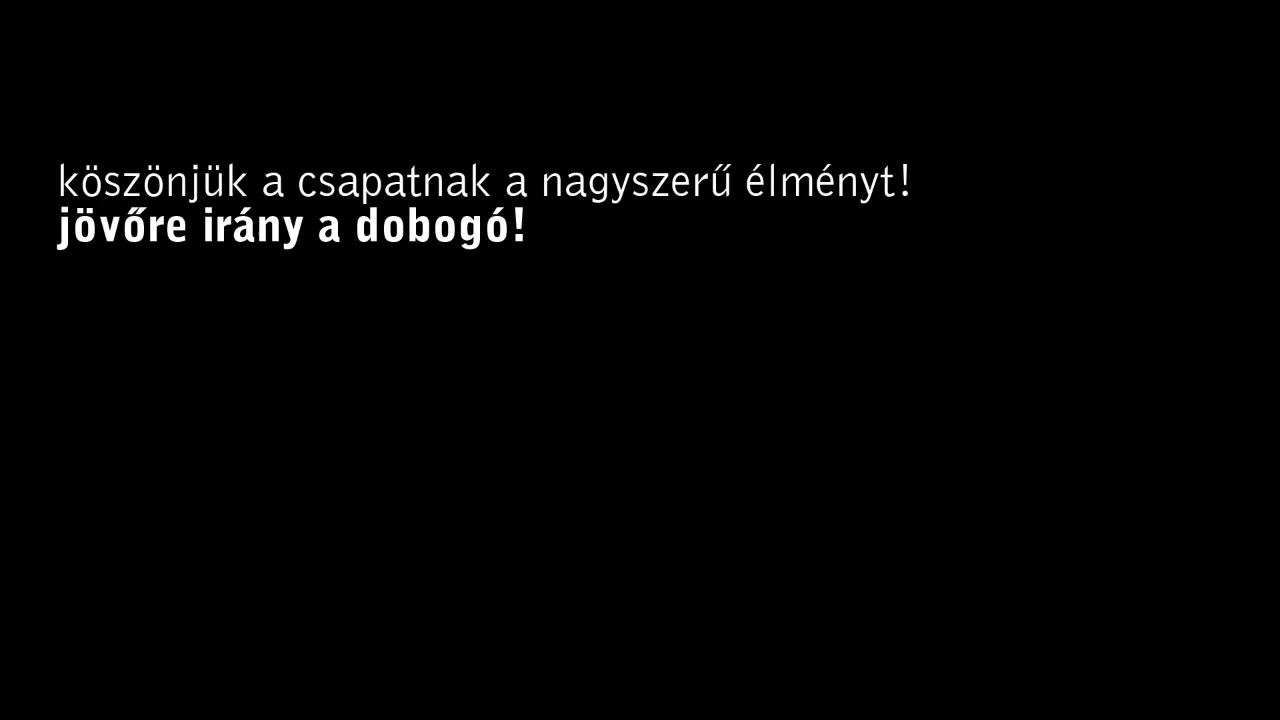 köszönjük a csapatnak a nagyszerű élményt!
jövőre irány a dobogó!